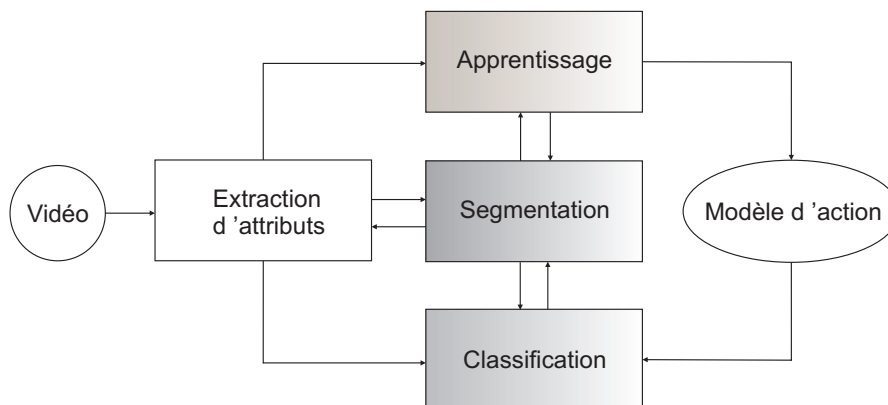 Apprentissage
Vidéo
Extraction
d ’attributs
Segmentation
Modèle d ’action
Classification